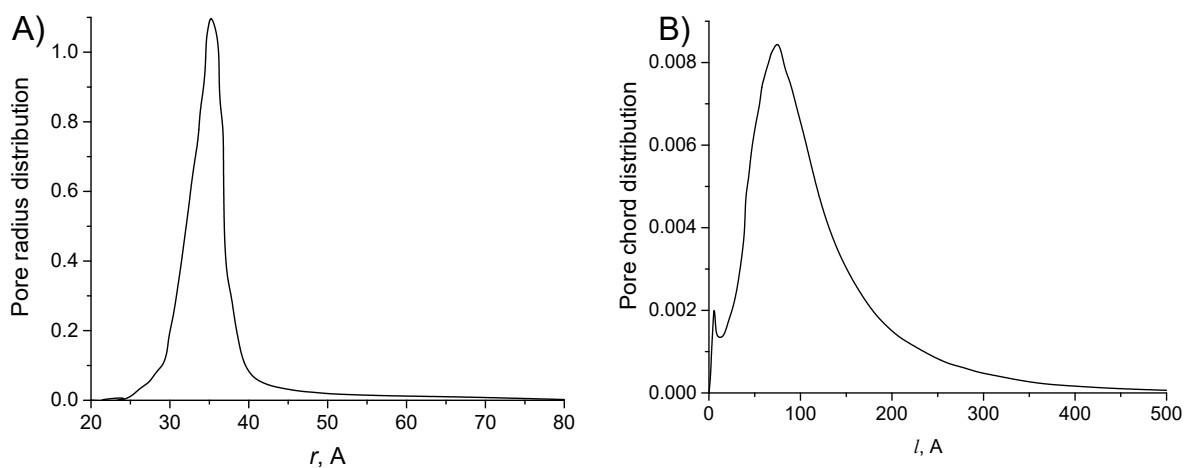 A)
Pore radius distribution
1.0
0.8
0.6
0.4
0.2
0.0
20 30 40 50 60 70 80
r, A
B)
Pore chord distribution
0.008
0.006
0.004
0.002
0.000
0 100 200 300 400 500
l, A